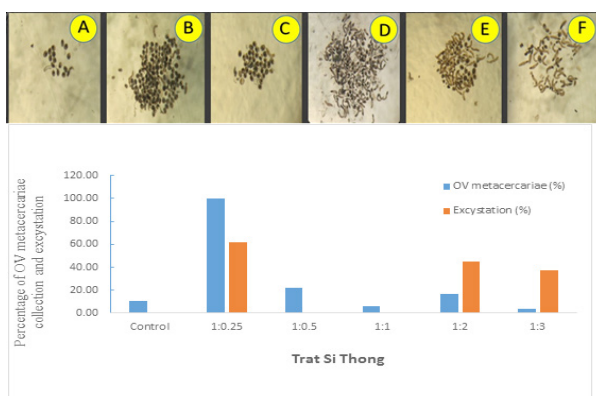 A B C D E F
Percentage of OV metacercariae
collection and excystation
120.00
100.00
80.00
60.00
40.00
20.00
0.00
OV metacercariae (%)
Excystation (%)
Control 1:0.25 1:0.5 1:1 1:2 1:3
Trat Si Thong